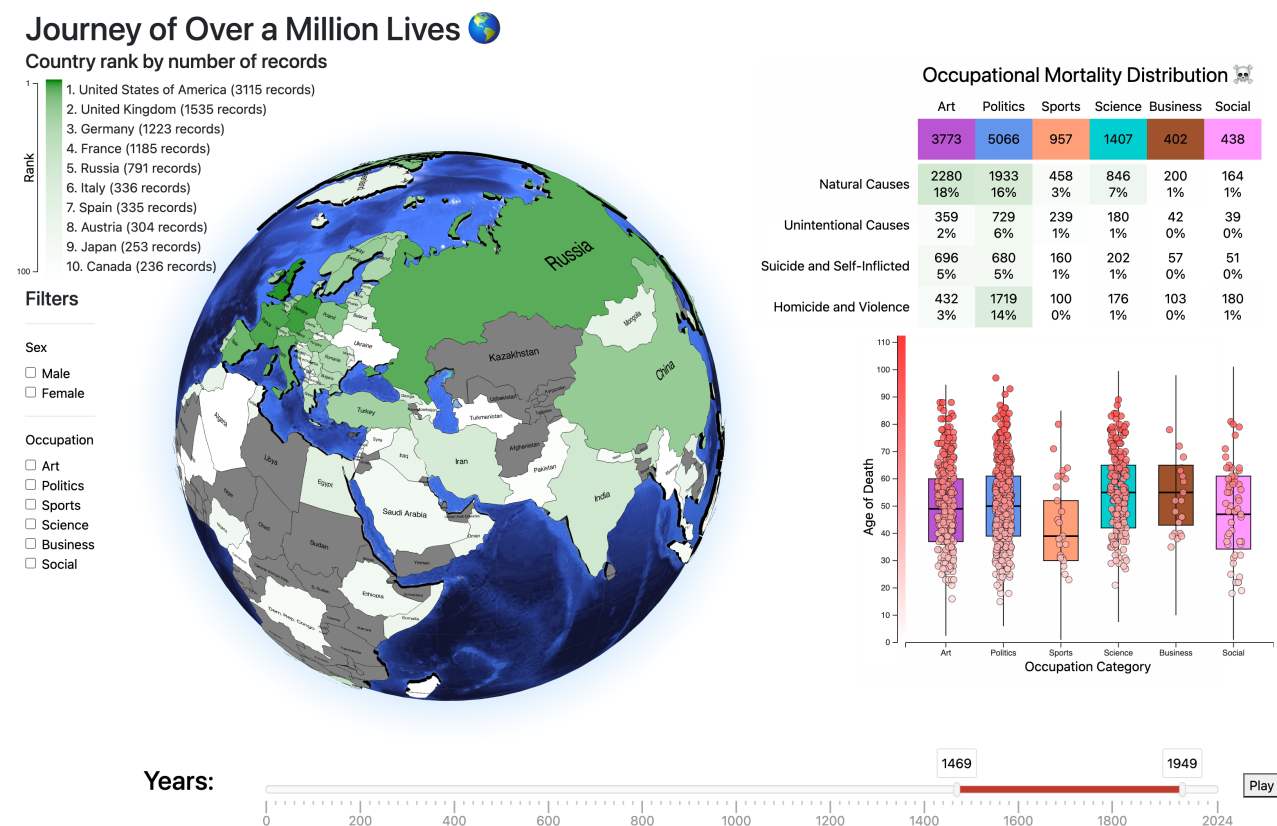 Journey of Over a Million Lives 🌎
Country rank by number of records
1
Rank
100
1. United States of America (3115 records)
2. United Kingdom (1535 records)
3. Germany (1223 records)
4. France (1185 records)
5. Russia (791 records)
6. Italy (336 records)
7. Spain (335 records)
8. Austria (304 records)
9. Japan (253 records)
10. Canada (236 records)
Filters
Sex
Male
Female
Occupation
Art
Politics
Sports
Science
Business
Social
Russia
Kazakhstan
Mongolia
China
Ukraine
Turkey
Uzbekistan
Turkmenistan
Afghanistan
Pakistan
India
Iran
Iraq
Syria
Georgia
Algeria
Libya
Egypt
Saudi Arabia
Oman
Yemen
Niger
Chad
Sudan
S. Sudan
Ethiopia
Somalia
Dem. Rep. Congo
Poland
Romania
Occupational Mortality Distribution ☠️
Art Politics Sports Science Business Social
3773 5066 957 1407 402 438
Natural Causes
2280 1933 458 846 200 164
18% 16% 3% 7% 1% 1%
Unintentional Causes
359 729 239 180 42 39
2% 6% 1% 1% 0% 0%
Suicide and Self-Inflicted
696 680 160 202 57 51
5% 5% 1% 1% 0% 0%
Homicide and Violence
432 1719 100 176 103 180
3% 14% 0% 1% 0% 1%
110
100
90
80
70
60
50
40
30
20
10
0
Age of Death
Art Politics Sports Science Business Social
Occupation Category
Years:
1469 1949
Play
0 200 400 600 800 1000 1200 1400 1600 1800 2024